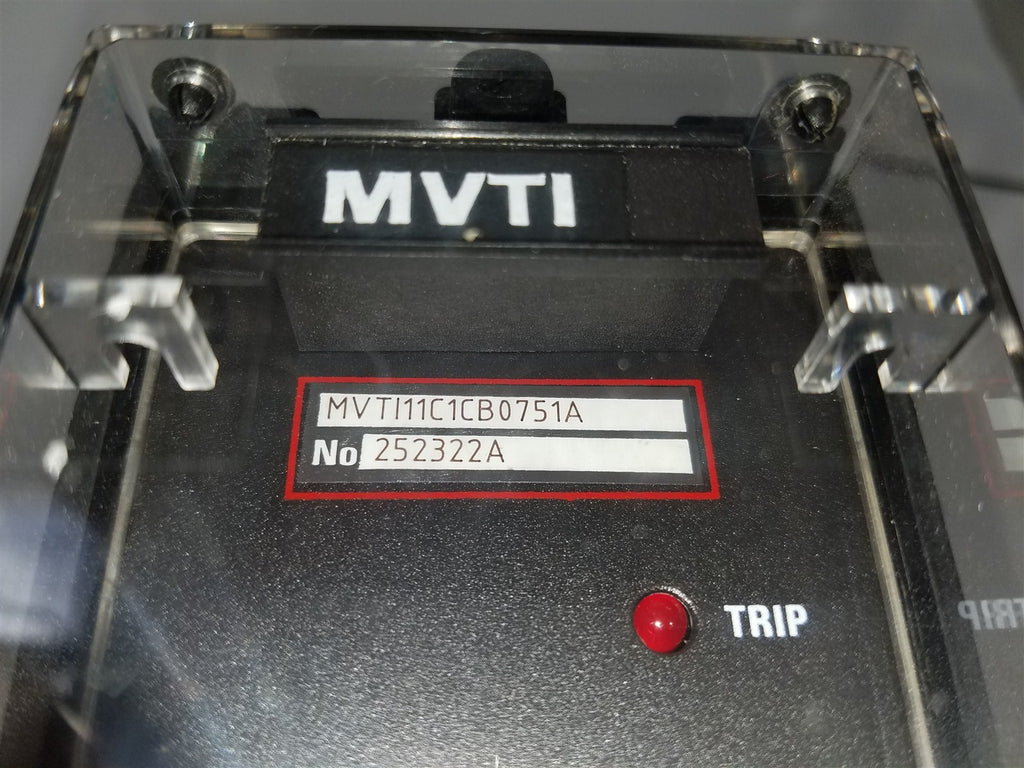 MVTI
MVTI11C1CB0751A
No 252322A
TRIP